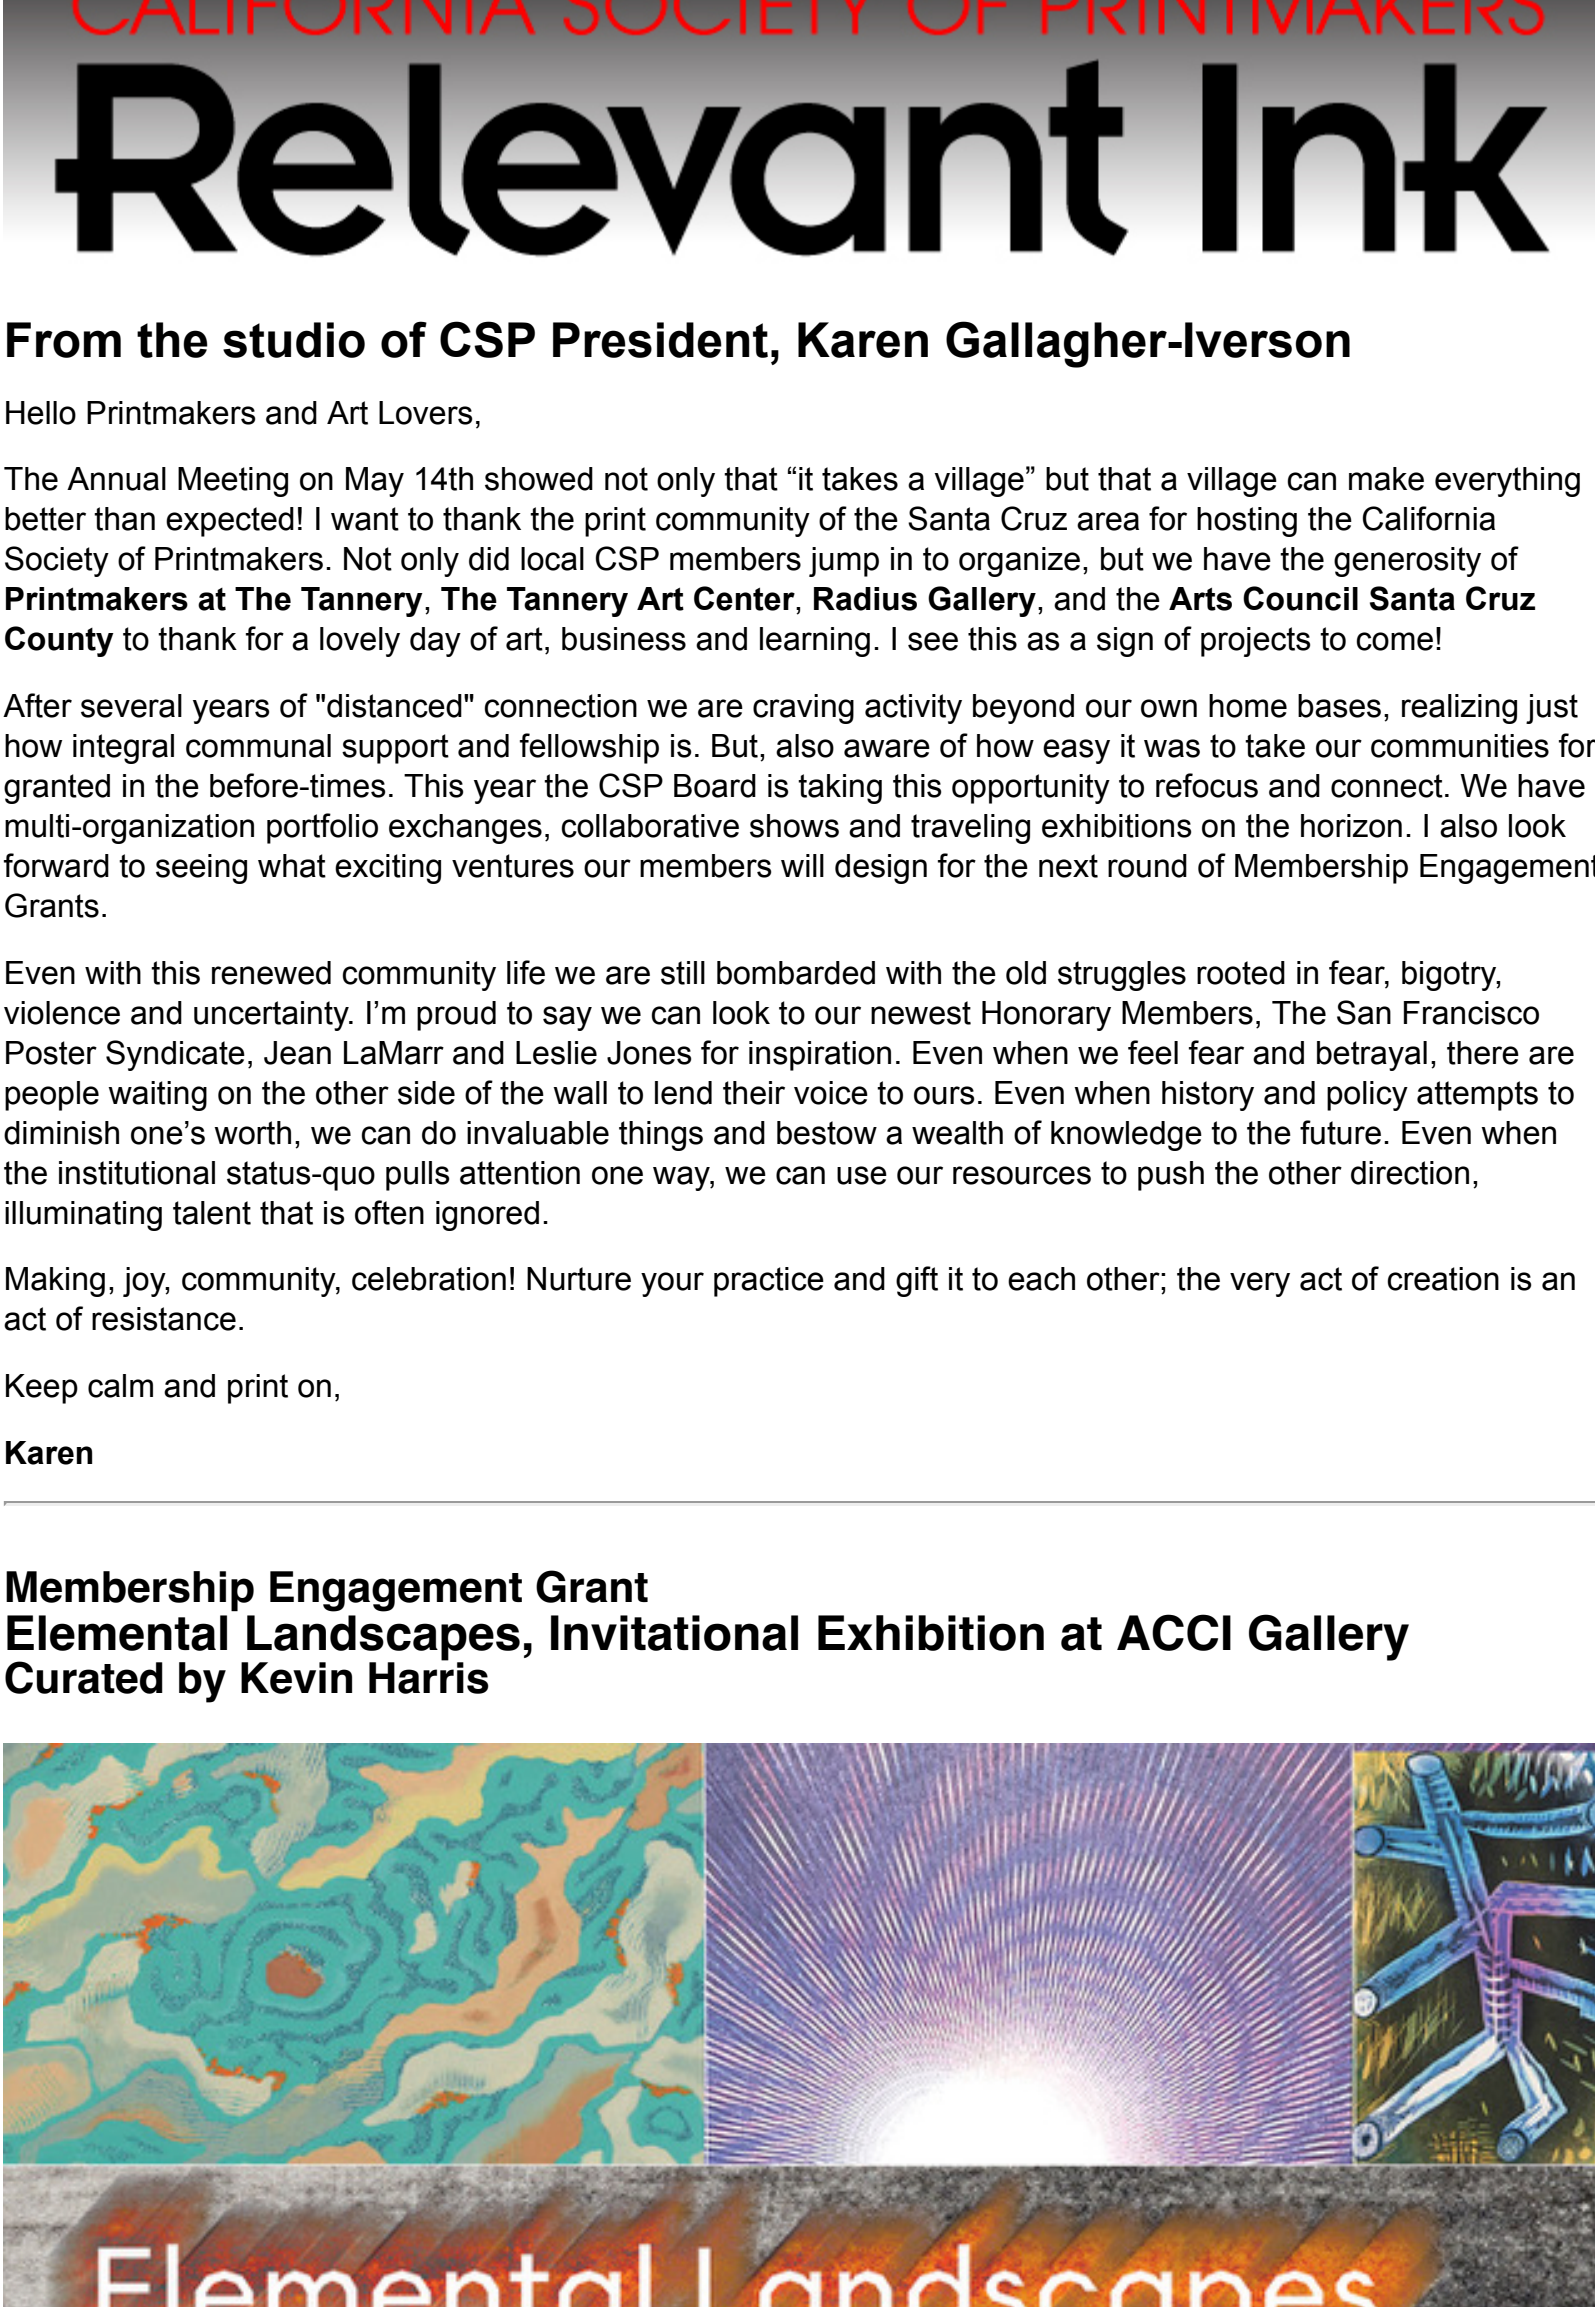 CALIFORNIA SOCIETY OF PRINTMAKERS
Relevant Ink
From the studio of CSP President, Karen Gallagher-Iverson
Hello Printmakers and Art Lovers,
The Annual Meeting on May 14th showed not only that “it takes a village” but that a village can make everything
better than expected! I want to thank the print community of the Santa Cruz area for hosting the California
Society of Printmakers. Not only did local CSP members jump in to organize, but we have the generosity of
Printmakers at The Tannery, The Tannery Art Center, Radius Gallery, and the Arts Council Santa Cruz
County to thank for a lovely day of art, business and learning. I see this as a sign of projects to come!
After several years of "distanced" connection we are craving activity beyond our own home bases, realizing just
how integral communal support and fellowship is. But, also aware of how easy it was to take our communities for
granted in the before-times. This year the CSP Board is taking this opportunity to refocus and connect. We have
multi-organization portfolio exchanges, collaborative shows and traveling exhibitions on the horizon. I also look
forward to seeing what exciting ventures our members will design for the next round of Membership Engagement
Grants.
Even with this renewed community life we are still bombarded with the old struggles rooted in fear, bigotry,
violence and uncertainty. I’m proud to say we can look to our newest Honorary Members, The San Francisco
Poster Syndicate, Jean LaMarr and Leslie Jones for inspiration. Even when we feel fear and betrayal, there are
people waiting on the other side of the wall to lend their voice to ours. Even when history and policy attempts to
diminish one’s worth, we can do invaluable things and bestow a wealth of knowledge to the future. Even when
the institutional status-quo pulls attention one way, we can use our resources to push the other direction,
illuminating talent that is often ignored.
Making, joy, community, celebration! Nurture your practice and gift it to each other; the very act of creation is an
act of resistance.
Keep calm and print on,
Karen
Membership Engagement Grant
Elemental Landscapes, Invitational Exhibition at ACCI Gallery
Curated by Kevin Harris
Elemental Landscapes